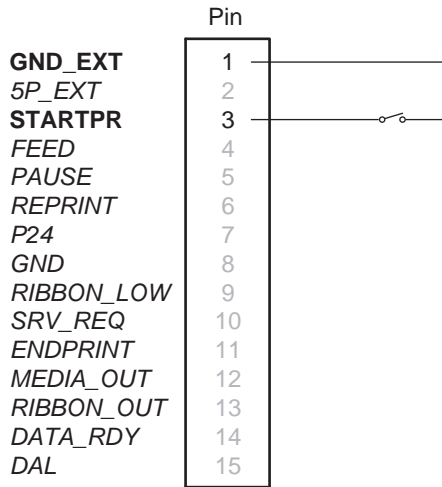 Pin
GND_EXT 1
5P_EXT 2
STARTPR 3
FEED 4
PAUSE 5
REPRINT 6
P24 7
GND 8
RIBBON_LOW 9
SRV_REQ 10
ENDPRINT 11
MEDIA_OUT 12
RIBBON_OUT 13
DATA_RDY 14
DAL 15